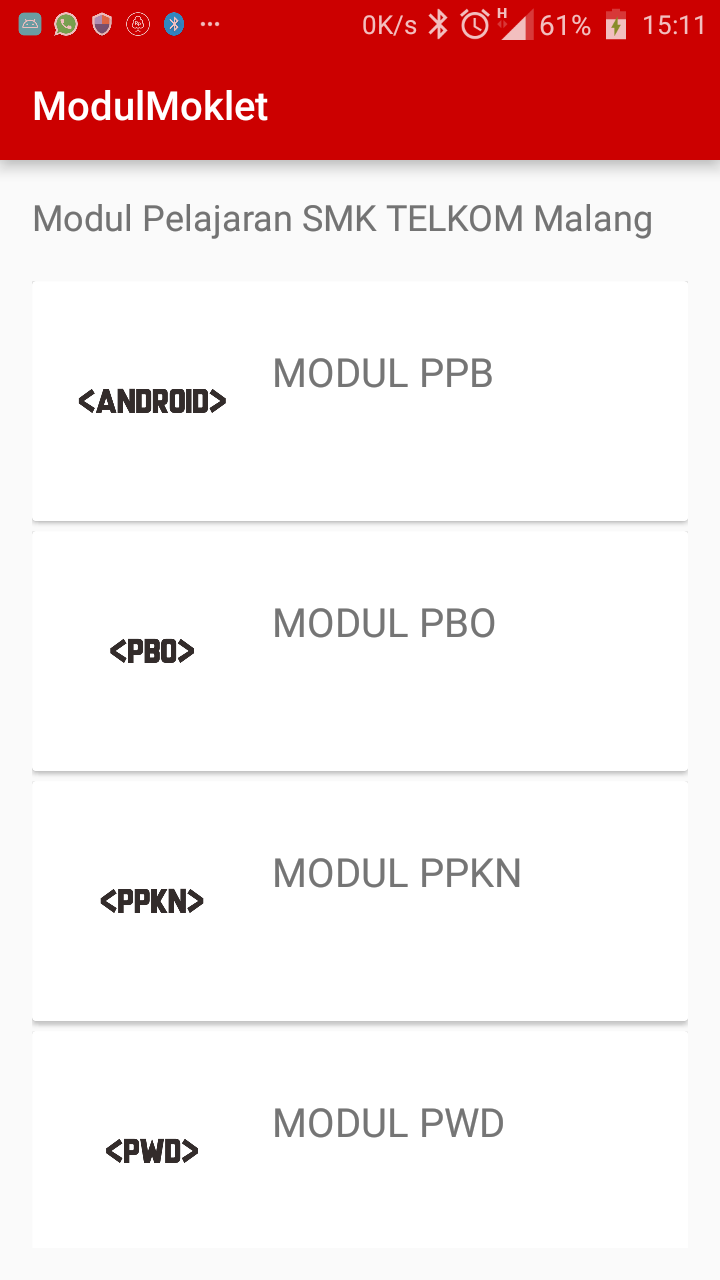 0K/s H 61% 15:11
ModulMoklet
Modul Pelajaran SMK TELKOM Malang
MODUL PPB
<ANDROID>
MODUL PBO
<PBO>
MODUL PPKN
<PPKN>
MODUL PWD
<PWD>